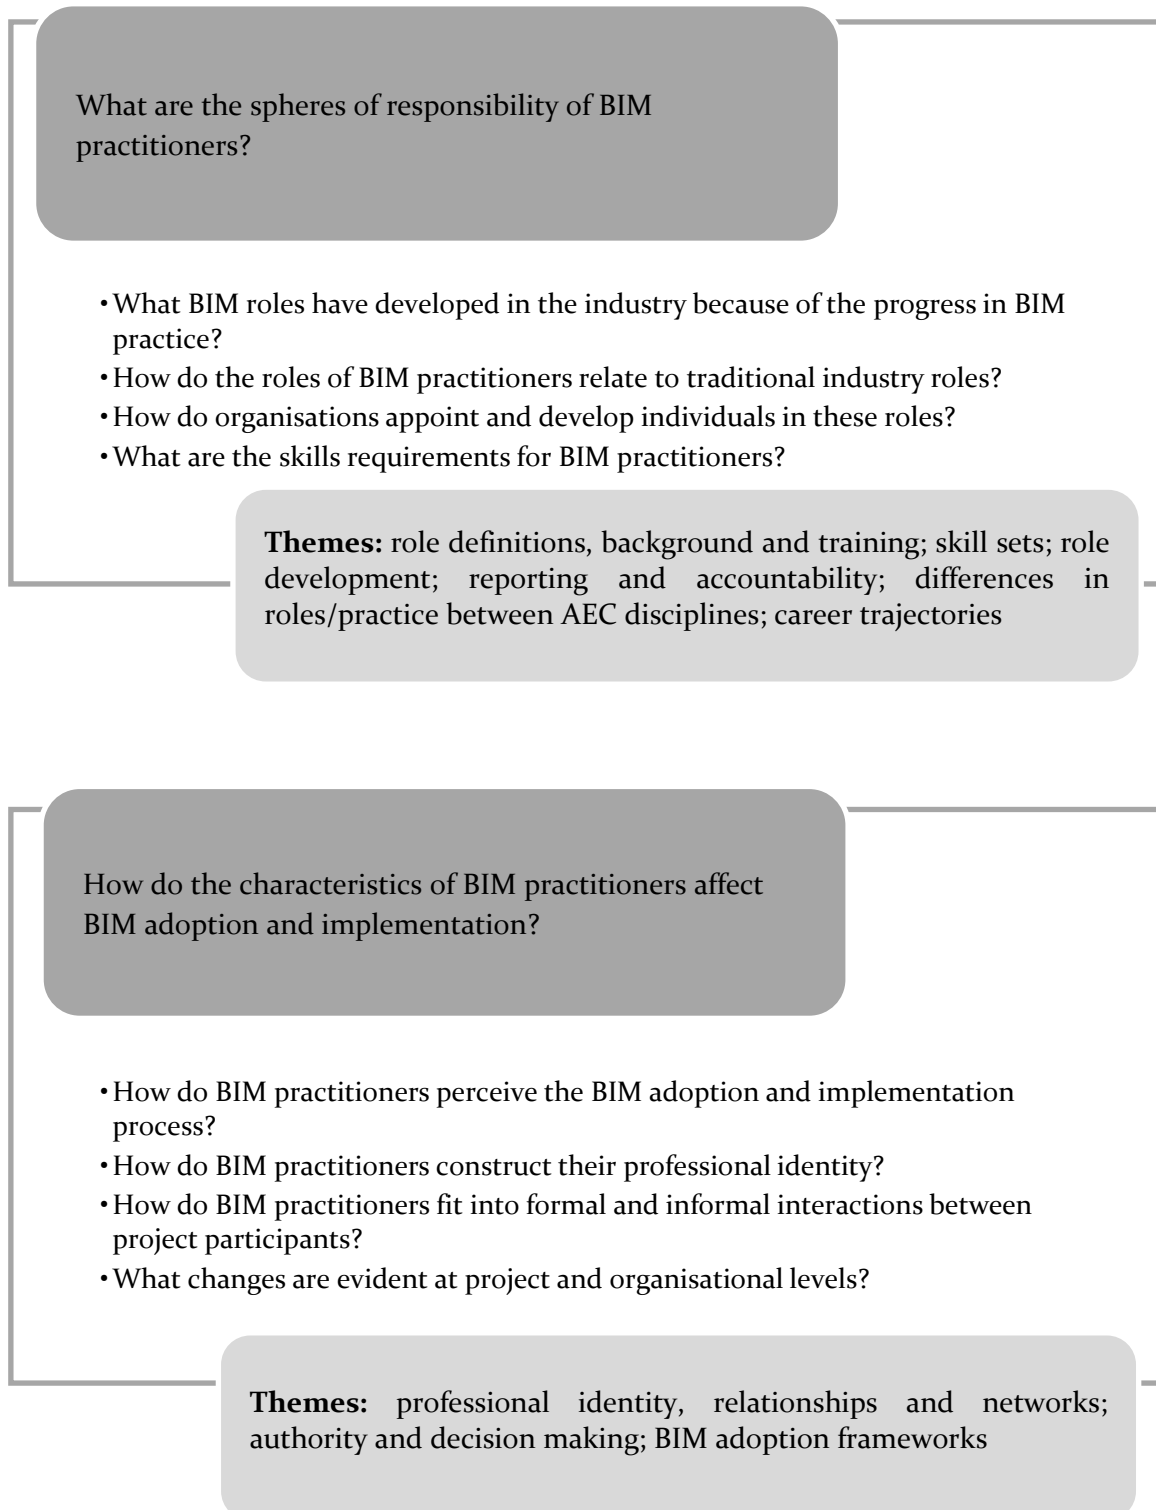 What are the spheres of responsibility of BIM
practitioners?
•What BIM roles have developed in the industry because of the progress in BIM
practice?
•How do the roles of BIM practitioners relate to traditional industry roles?
•How do organisations appoint and develop individuals in these roles?
•What are the skills requirements for BIM practitioners?
Themes: role definitions, background and training; skill sets; role
development; reporting and accountability; differences in
roles/practice between AEC disciplines; career trajectories
How do the characteristics of BIM practitioners affect
BIM adoption and implementation?
•How do BIM practitioners perceive the BIM adoption and implementation
process?
•How do BIM practitioners construct their professional identity?
•How do BIM practitioners fit into formal and informal interactions between
project participants?
•What changes are evident at project and organisational levels?
Themes: professional identity, relationships and networks;
authority and decision making; BIM adoption frameworks